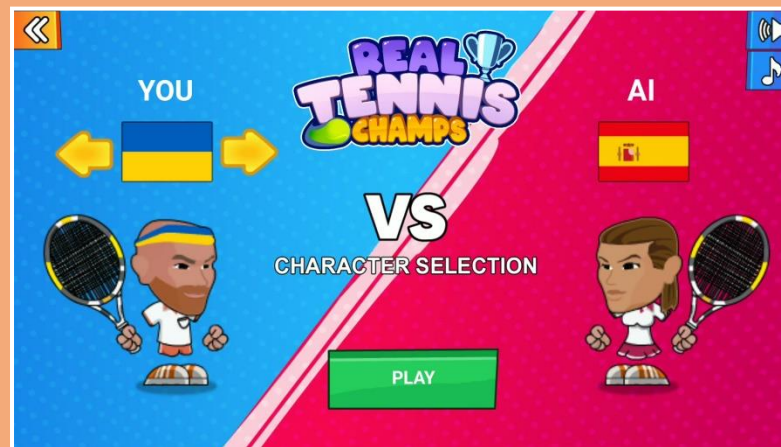 REAL
TENNIS
CHAMPS
YOU
AI
VS
CHARACTER SELECTION
PLAY